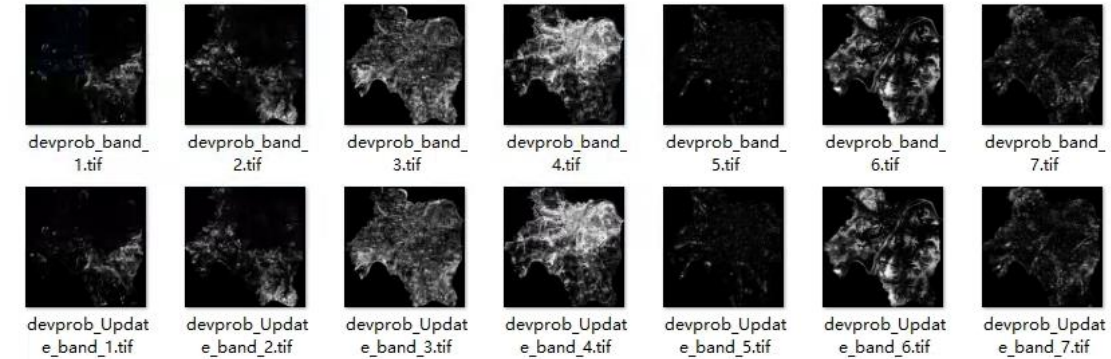 devprob_band_ devprob_band_ devprob_band_ devprob_band_ devprob_band_ devprob_band_ devprob_band_
1.tif 2.tif 3.tif 4.tif 5.tif 6.tif 7.tif
devprob_Updat devprob_Updat devprob_Updat devprob_Updat devprob_Updat devprob_Updat devprob_Updat
e_band_1.tif e_band_2.tif e_band_3.tif e_band_4.tif e_band_5.tif e_band_6.tif e_band_7.tif